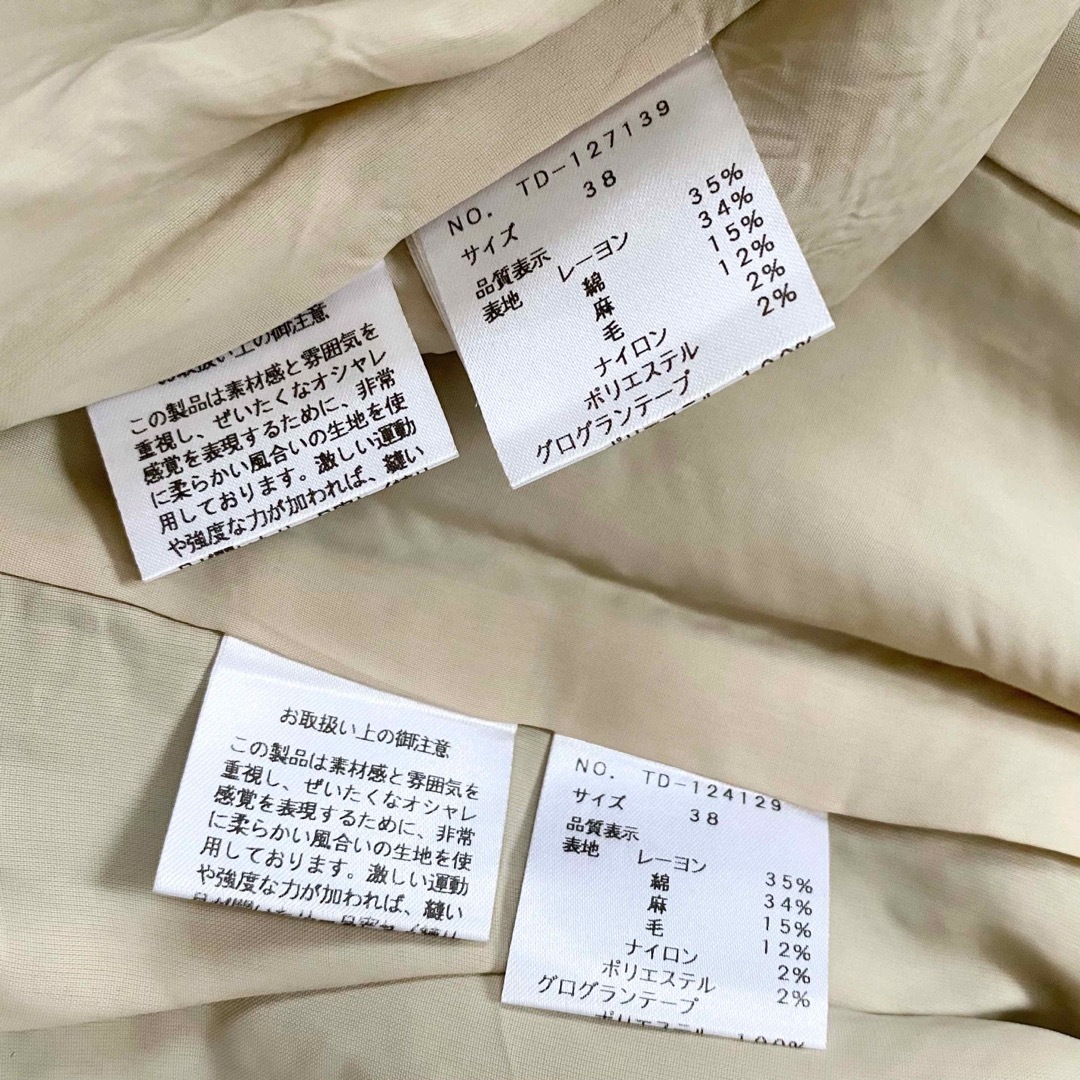 NO. TD-127139
サイズ 38
品質表示
表地 レーヨン 35%
綿 34%
麻 15%
毛 12%
ナイロン 2%
ポリエステル 2%
グログランテープ
お取扱い上の御注意
この製品は素材感と雰囲気を
重視し、ぜいたくなオシャレ
感覚を表現するために、非常
に柔らかい風合いの生地を使
用しております。激しい運動
や強度な力が加われば、縫い
お取扱い上の御注意
この製品は素材感と雰囲気を
重視し、ぜいたくなオシャレ
感覚を表現するために、非常
に柔らかい風合いの生地を使
用しております。激しい運動
や強度な力が加われば、縫い
NO. TD-124129
サイズ 38
品質表示
表地 レーヨン 35%
綿 34%
麻 15%
毛 12%
ナイロン 2%
ポリエステル 2%
グログランテープ
ポリエステル 100%